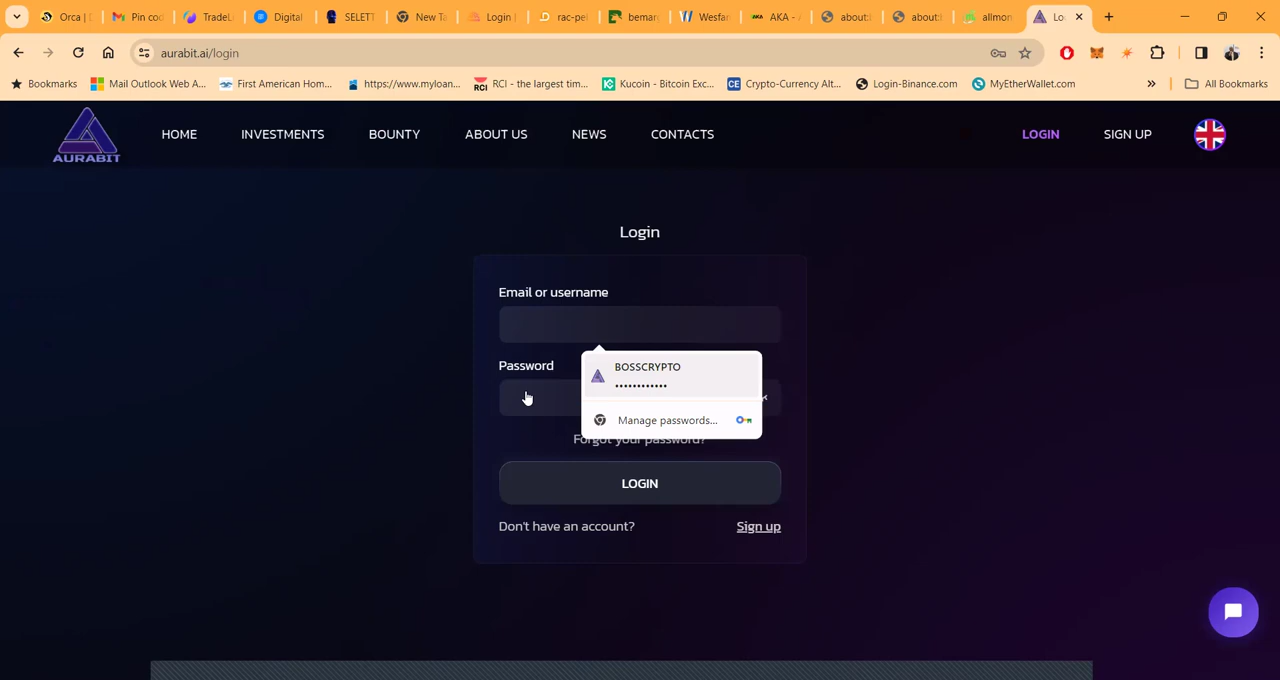 Orca | D
Pin cod
TradeL
Digital
SELETT
New Ta
Login |
rac-pe
bemar
Wesfar
AKA - A
about:
about:
allmon
Lo
aurabit.ai/login
Bookmarks
Mail Outlook Web A...
First American Hom...
https://www.myloan...
RCI - the largest tim...
Kucoin - Bitcoin Exc...
Crypto-Currency Alt...
Login-Binance.com
MyEtherWallet.com
»
All Bookmarks
AURABIT
HOME
INVESTMENTS
BOUNTY
ABOUT US
NEWS
CONTACTS
LOGIN
SIGN UP
Login
Email or username
Password
BOSSCRYPTO
••••••••••••
Manage passwords...
Forgot your password?
LOGIN
Don't have an account?
Sign up